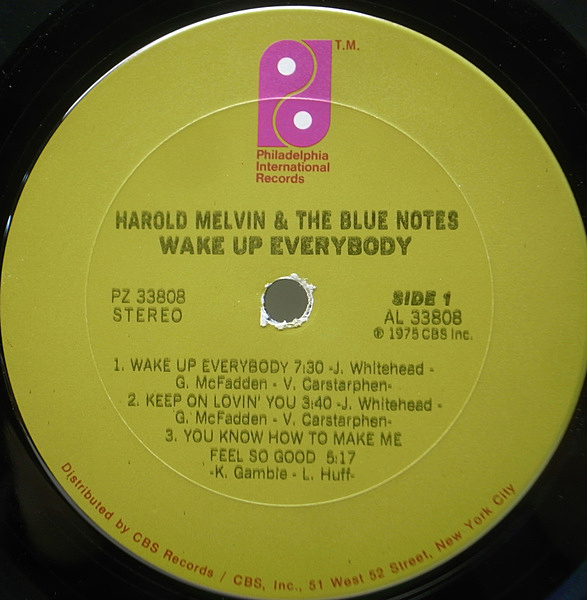 T.M.
Philadelphia
International
Records
HAROLD MELVIN & THE BLUE NOTES
WAKE UP EVERYBODY
PZ 33808
STEREO
SIDE 1
AL 33808
℗ 1975 CBS Inc.
1. WAKE UP EVERYBODY 7:30 -J. Whitehead -
G. McFadden - V. Carstarphen-
2. KEEP ON LOVIN' YOU 3:40 -J. Whitehead -
G. McFadden - V. Carstarphen-
3. YOU KNOW HOW TO MAKE ME
FEEL SO GOOD 5:17
-K. Gamble - L. Huff-
Distributed by CBS Records / CBS, Inc., 51 West 52 Street, New York City